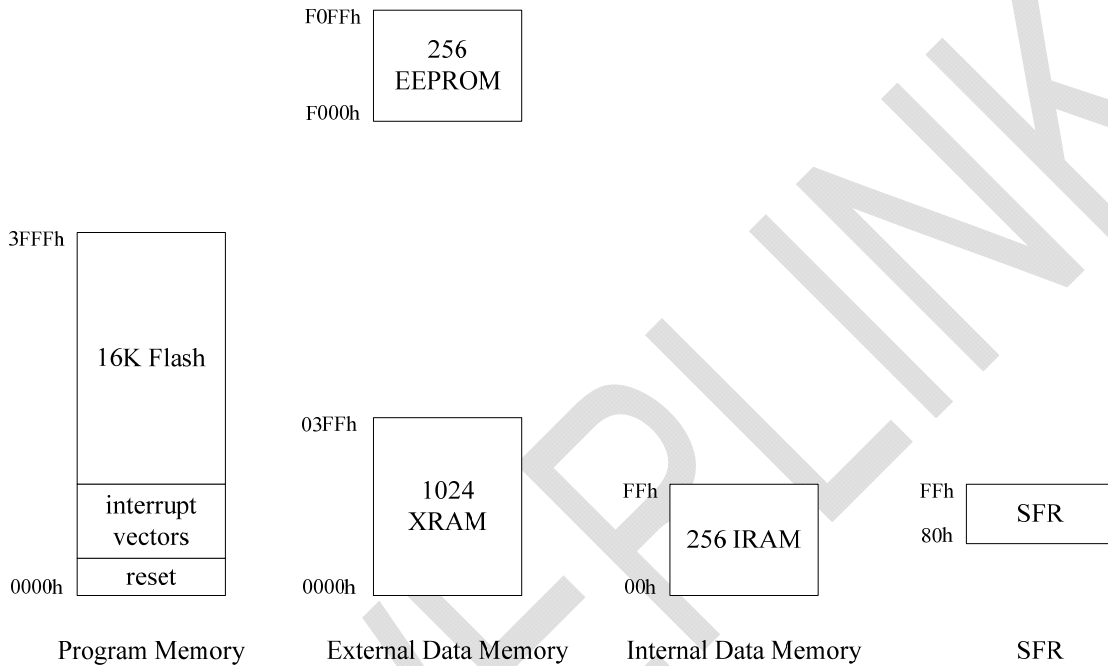 F0FFh
256
EEPROM
F000h
3FFFh
16K Flash
interrupt
vectors
reset
0000h
03FFh
1024
XRAM
0000h
FFh
256 IRAM
00h
FFh
SFR
80h
Program Memory
External Data Memory
Internal Data Memory
SFR